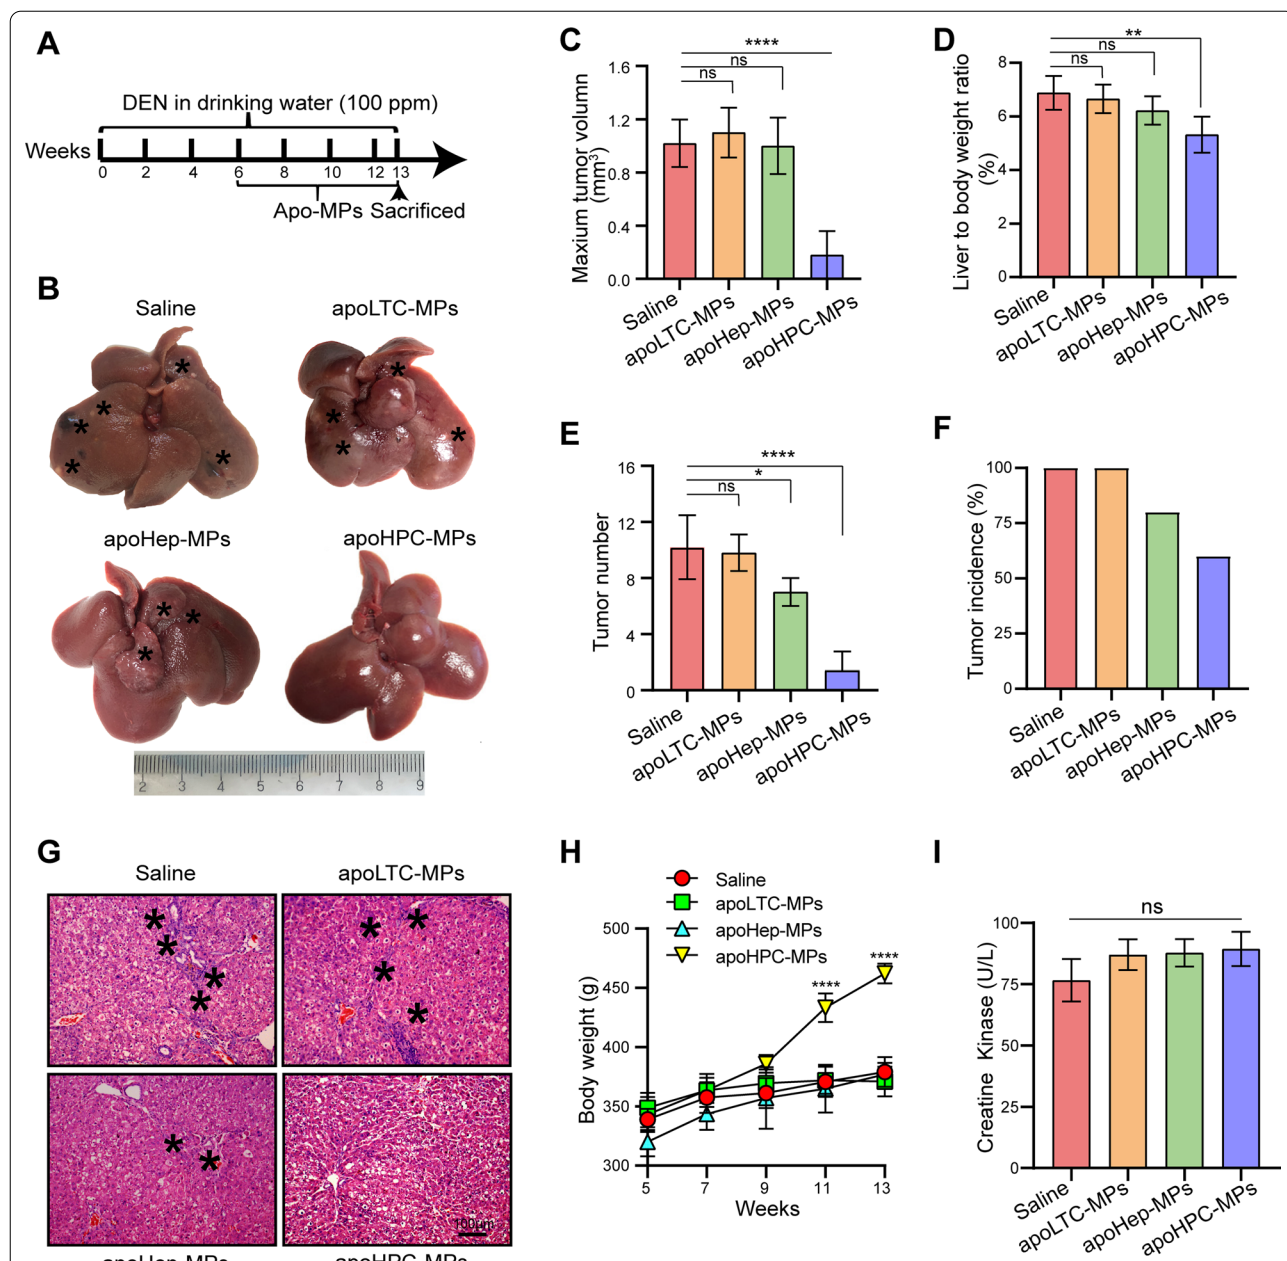 A
DEN in drinking water (100 ppm)
Weeks
0 2 4 6 8 10 12 13
Apo-MPs Sacrificed
B
Saline apoLTC-MPs
* * * * *
* * * *
apoHep-MPs apoHPC-MPs
* * *
2 3 4 5 6 7 8 9
C
****
ns
ns
Maxium tumor volumn
(mm³)
1.6
1.2
0.8
0.4
0.0
Saline
apoLTC-MPs
apoHep-MPs
apoHPC-MPs
D
**
ns
ns
Liver to body weight ratio
(%)
8
6
4
2
0
Saline
apoLTC-MPs
apoHep-MPs
apoHPC-MPs
E
****
*
ns
Tumor number
16
12
8
4
0
Saline
apoLTC-MPs
apoHep-MPs
apoHPC-MPs
F
Tumor incidence (%)
100
75
50
25
0
Saline
apoLTC-MPs
apoHep-MPs
apoHPC-MPs
G
Saline apoLTC-MPs
* * * *
* * * *
* *
100μm
apoHep-MPs apoHPC-MPs
H
Saline
apoLTC-MPs
apoHep-MPs
apoHPC-MPs
**** ****
Body weight (g)
500
450
400
350
300
5 7 9 11 13
Weeks
I
ns
Creatine Kinase (U/L)
100
75
50
25
0
Saline
apoLTC-MPs
apoHep-MPs
apoHPC-MPs